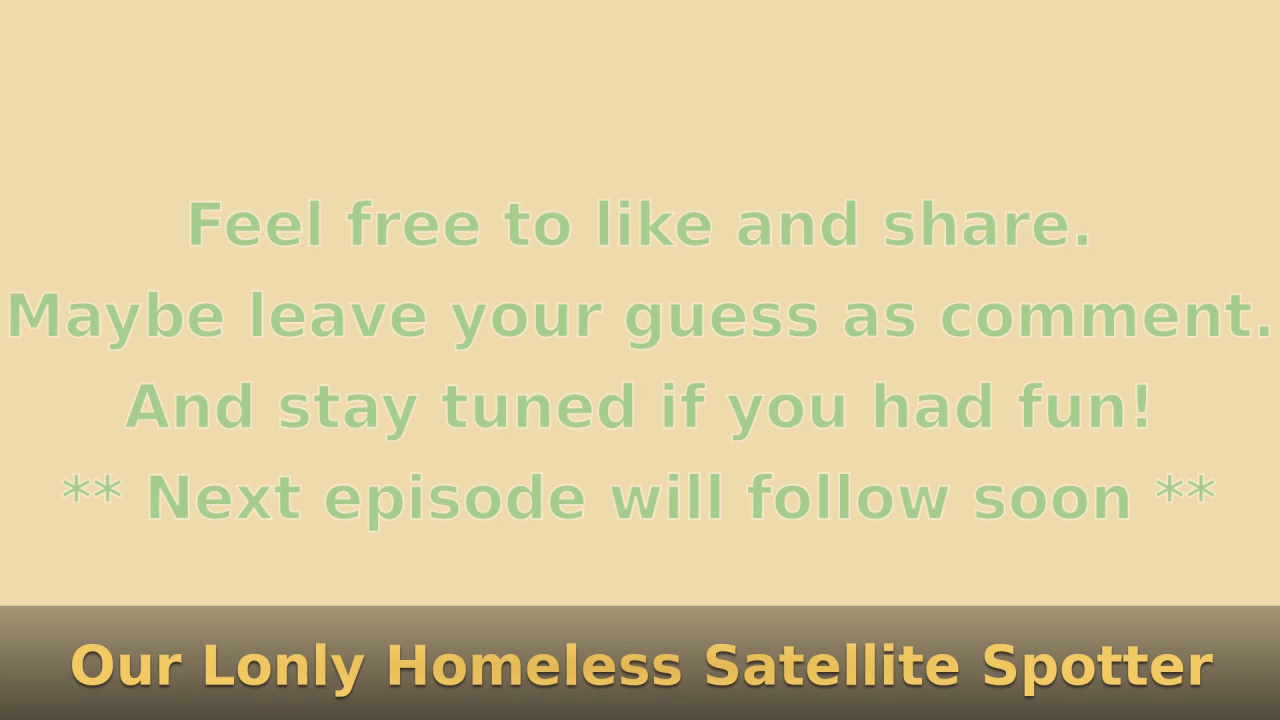 Feel free to like and share.
Maybe leave your guess as comment.
And stay tuned if you had fun!
** Next episode will follow soon **
Our Lonly Homeless Satellite Spotter